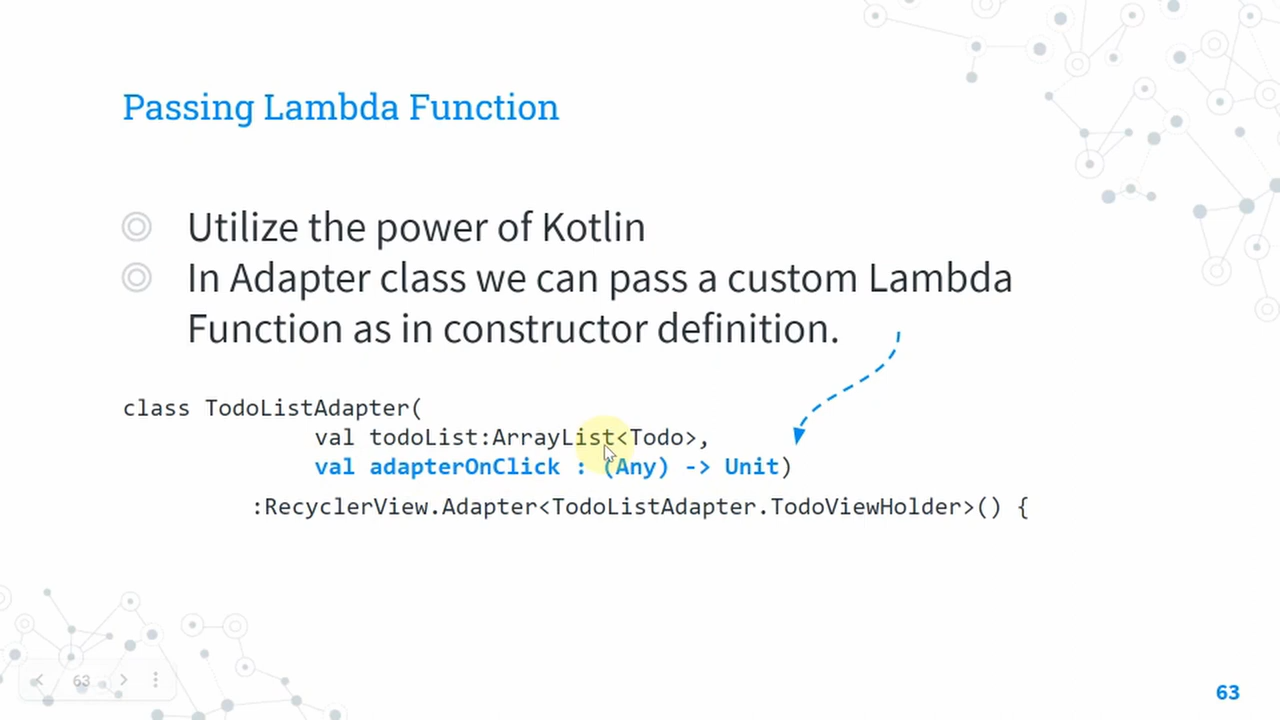 Passing Lambda Function
Utilize the power of Kotlin
In Adapter class we can pass a custom Lambda
Function as in constructor definition.
class TodoListAdapter(
val todoList:ArrayList<Todo>,
val adapterOnClick : (Any) -> Unit)
:RecyclerView.Adapter<TodoListAdapter.TodoViewHolder>() {
63
63